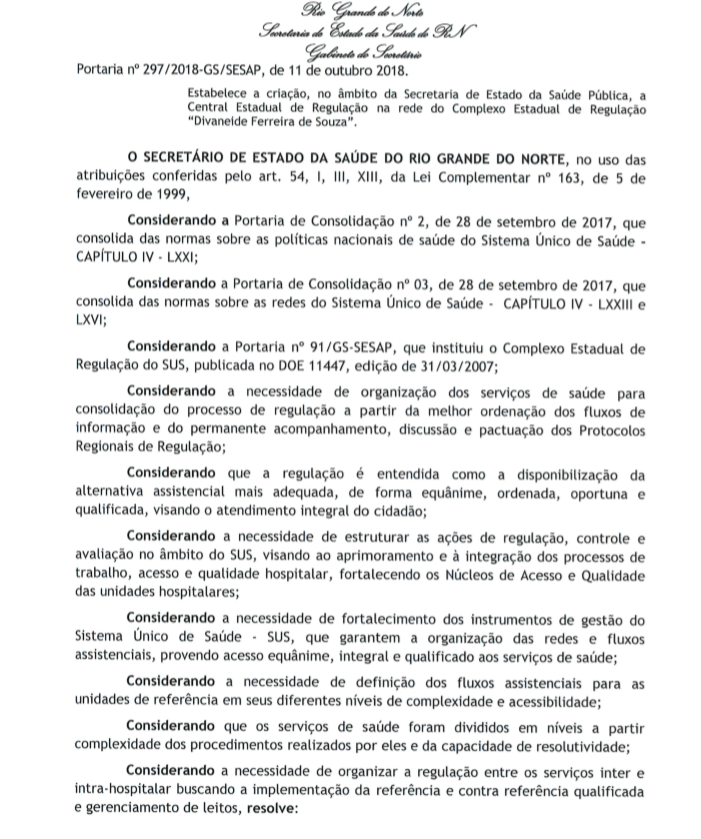 Rio Grande do Norte
Secretaria de Estado da Saúde do RN
Gabinete do Secretário
Portaria nº 297/2018-GS/SESAP, de 11 de outubro 2018.
Estabelece a criação, no âmbito da Secretaria de Estado da Saúde Pública, a
Central Estadual de Regulação na rede do Complexo Estadual de Regulação
“Divaneide Ferreira de Souza”.
O SECRETÁRIO DE ESTADO DA SAÚDE DO RIO GRANDE DO NORTE, no uso das
atribuições conferidas pelo art. 54, I, III, XIII, da Lei Complementar nº 163, de 5 de
fevereiro de 1999,
Considerando a Portaria de Consolidação nº 2, de 28 de setembro de 2017, que
consolida das normas sobre as políticas nacionais de saúde do Sistema Único de Saúde -
CAPÍTULO IV - LXXI;
Considerando a Portaria de Consolidação nº 03, de 28 de setembro de 2017, que
consolida das normas sobre as redes do Sistema Único de Saúde - CAPÍTULO IV - LXXIII e
LXVI;
Considerando a Portaria nº 91/GS-SESAP, que instituiu o Complexo Estadual de
Regulação do SUS, publicada no DOE 11447, edição de 31/03/2007;
Considerando a necessidade de organização dos serviços de saúde para
consolidação do processo de regulação a partir da melhor ordenação dos fluxos de
informação e do permanente acompanhamento, discussão e pactuação dos Protocolos
Regionais de Regulação;
Considerando que a regulação é entendida como a disponibilização da
alternativa assistencial mais adequada, de forma equânime, ordenada, oportuna e
qualificada, visando o atendimento integral do cidadão;
Considerando a necessidade de estruturar as ações de regulação, controle e
avaliação no âmbito do SUS, visando ao aprimoramento e à integração dos processos de
trabalho, acesso e qualidade hospitalar, fortalecendo os Núcleos de Acesso e Qualidade
das unidades hospitalares;
Considerando a necessidade de fortalecimento dos instrumentos de gestão do
Sistema Único de Saúde - SUS, que garantem a organização das redes e fluxos
assistenciais, provendo acesso equânime, integral e qualificado aos serviços de saúde;
Considerando a necessidade de definição dos fluxos assistenciais para as
unidades de referência em seus diferentes níveis de complexidade e acessibilidade;
Considerando que os serviços de saúde foram divididos em níveis a partir
complexidade dos procedimentos realizados por eles e da capacidade de resolutividade;
Considerando a necessidade de organizar a regulação entre os serviços inter e
intra-hospitalar buscando a implementação da referência e contra referência qualificada
e gerenciamento de leitos, resolve: